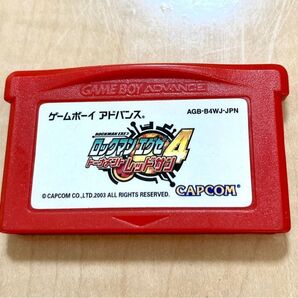 GAME BOY ADVANCE
ゲームボーイ アドバンス®
AGB-B4WJ-JPN
ROCKMAN EXE 4
ロックマン エグゼ4
トーナメント レッドサン
© CAPCOM CO.,LTD.2003 ALL RIGHTS RESERVED.
CAPCOM